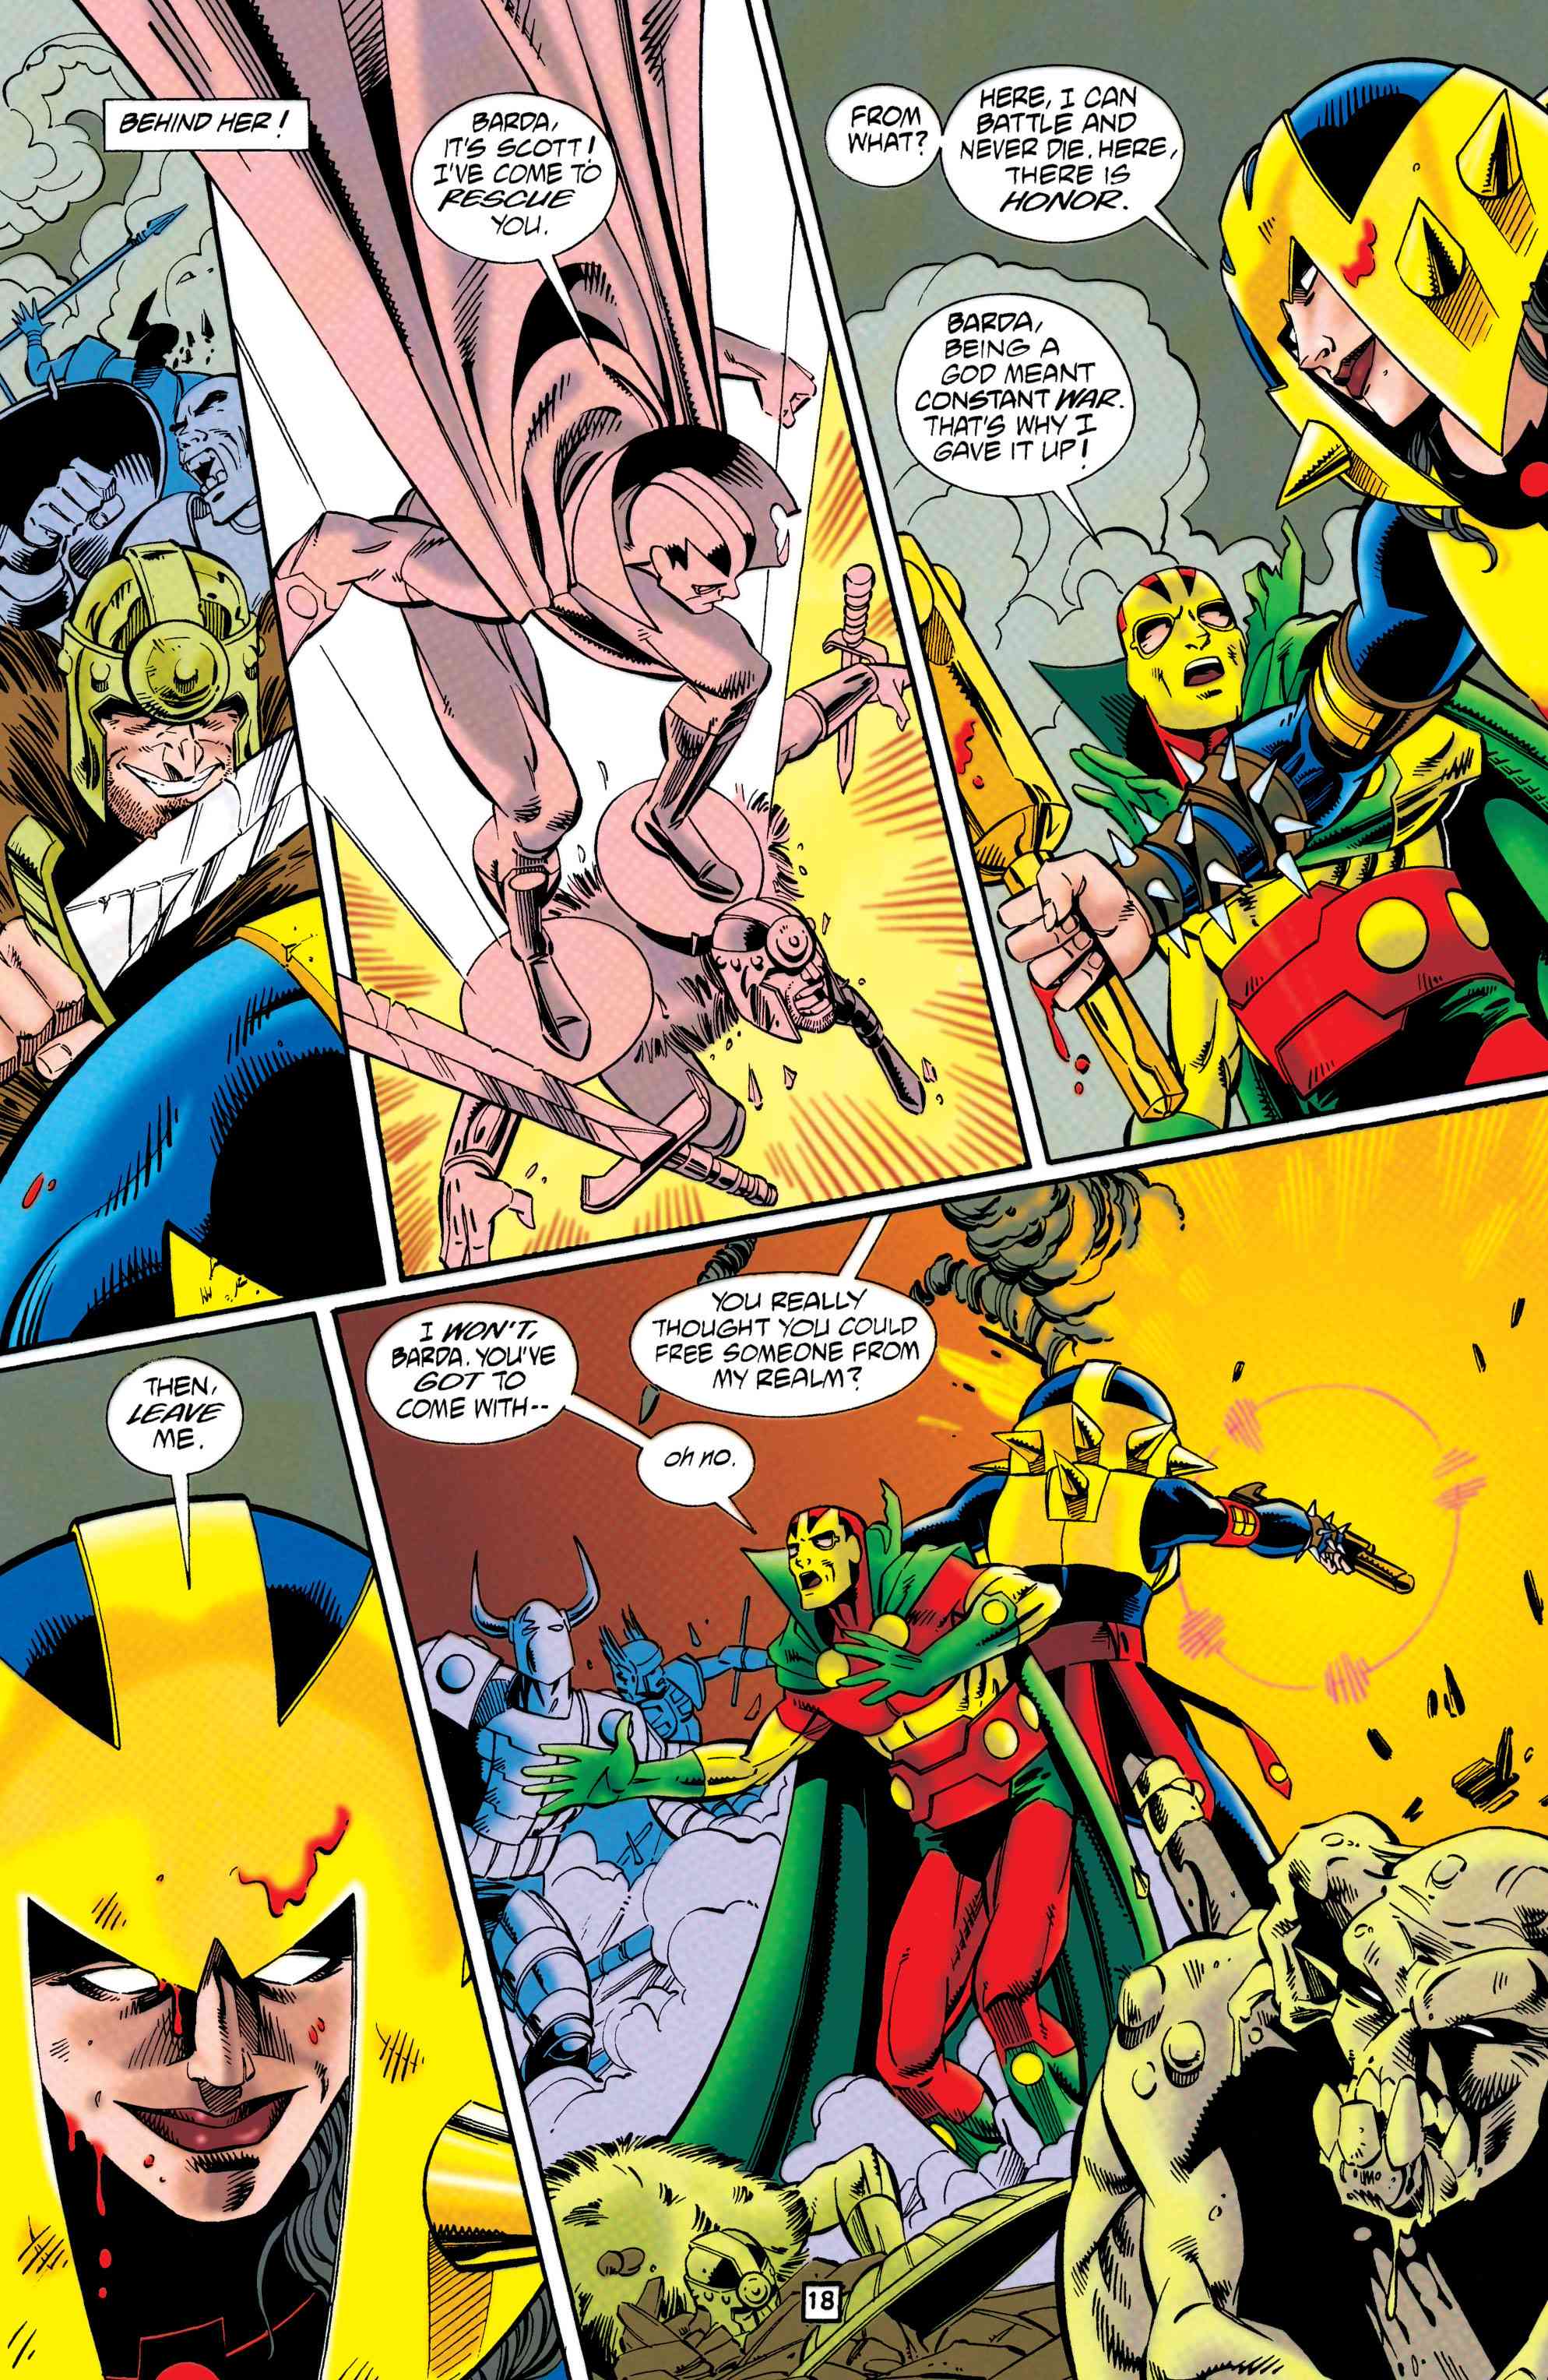 BEHIND HER!
BARDA,
IT'S SCOTT!
I'VE COME TO
RESCUE
YOU.
FROM
WHAT?
HERE, I CAN
BATTLE AND
NEVER DIE. HERE,
THERE IS
HONOR.
BARDA,
BEING A
GOD MEANT
CONSTANT WAR.
THAT'S WHY I
GAVE IT UP!
THEN,
LEAVE
ME.
I WON'T,
BARDA. YOU'VE
GOT TO
COME WITH--
YOU REALLY
THOUGHT YOU COULD
FREE SOMEONE FROM
MY REALM?
Oh no.
18